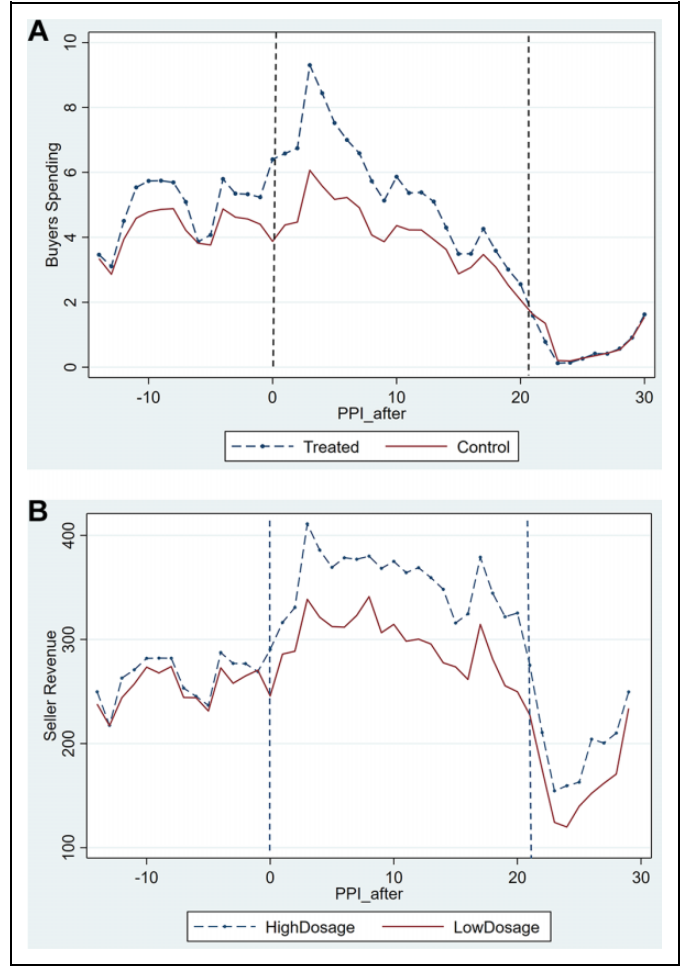 A
Buyers Spending
10
8
6
4
2
0
-10 0 10 20 30
PPI_after
Treated Control
B
Seller Revenue
400
300
200
100
-10 0 10 20 30
PPI_after
HighDosage LowDosage